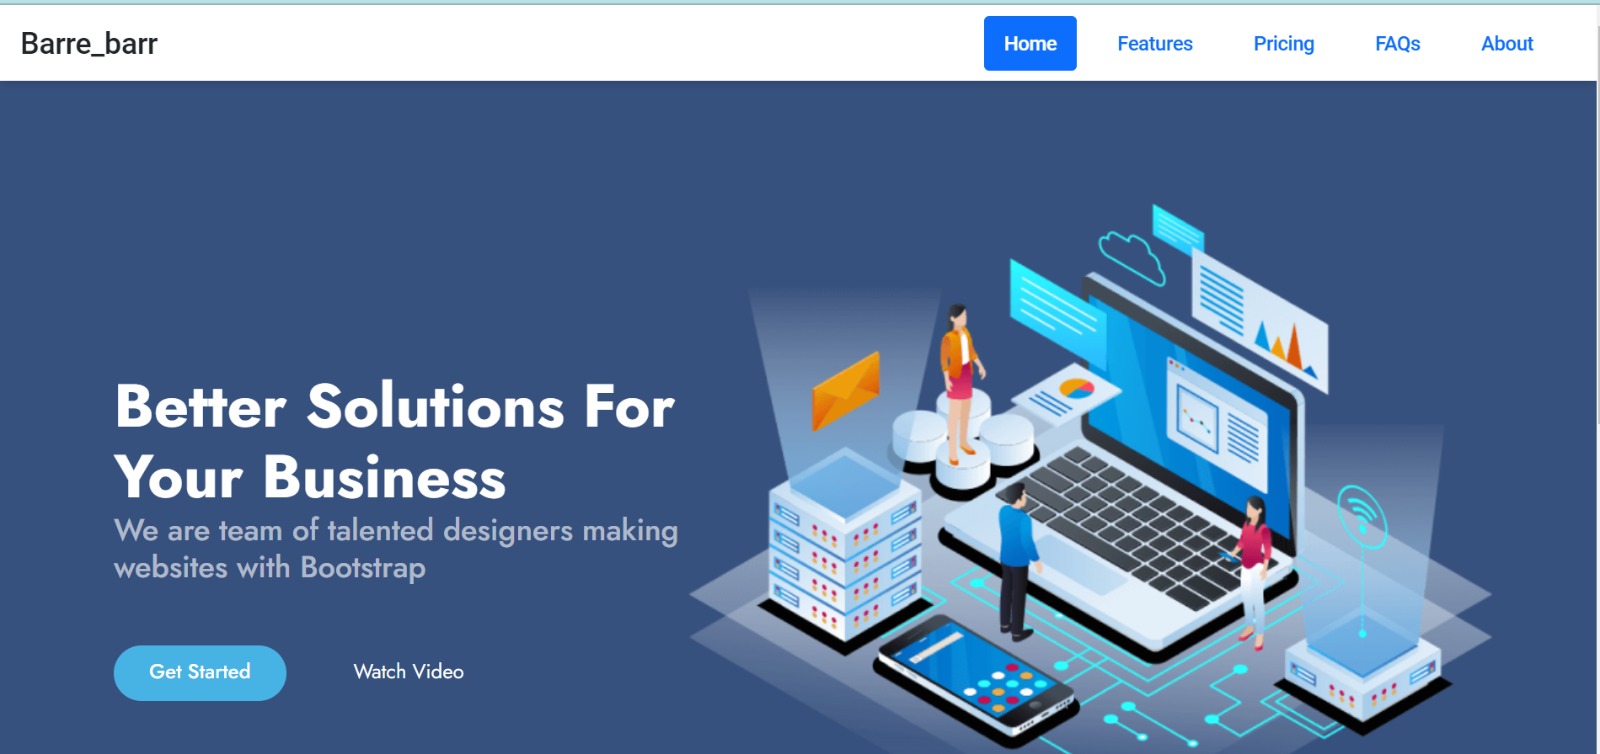 Barre_barr
Home Features Pricing FAQs About
Better Solutions For
Your Business
We are team of talented designers making
websites with Bootstrap
Get Started Watch Video